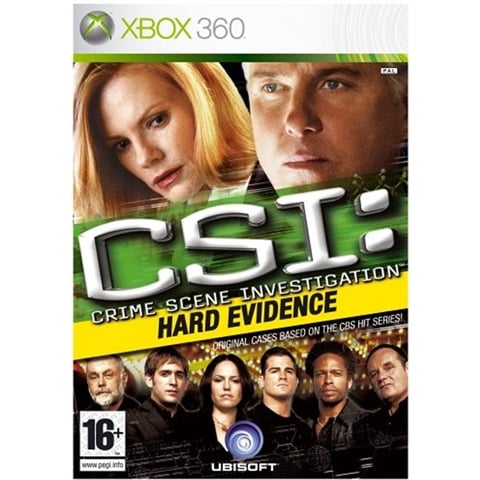 XBOX 360
PAL
CSI:
CRIME SCENE INVESTIGATION™
HARD EVIDENCE
ORIGINAL CASES BASED ON THE CBS HIT SERIES!
16+
www.pegi.info
UBISOFT